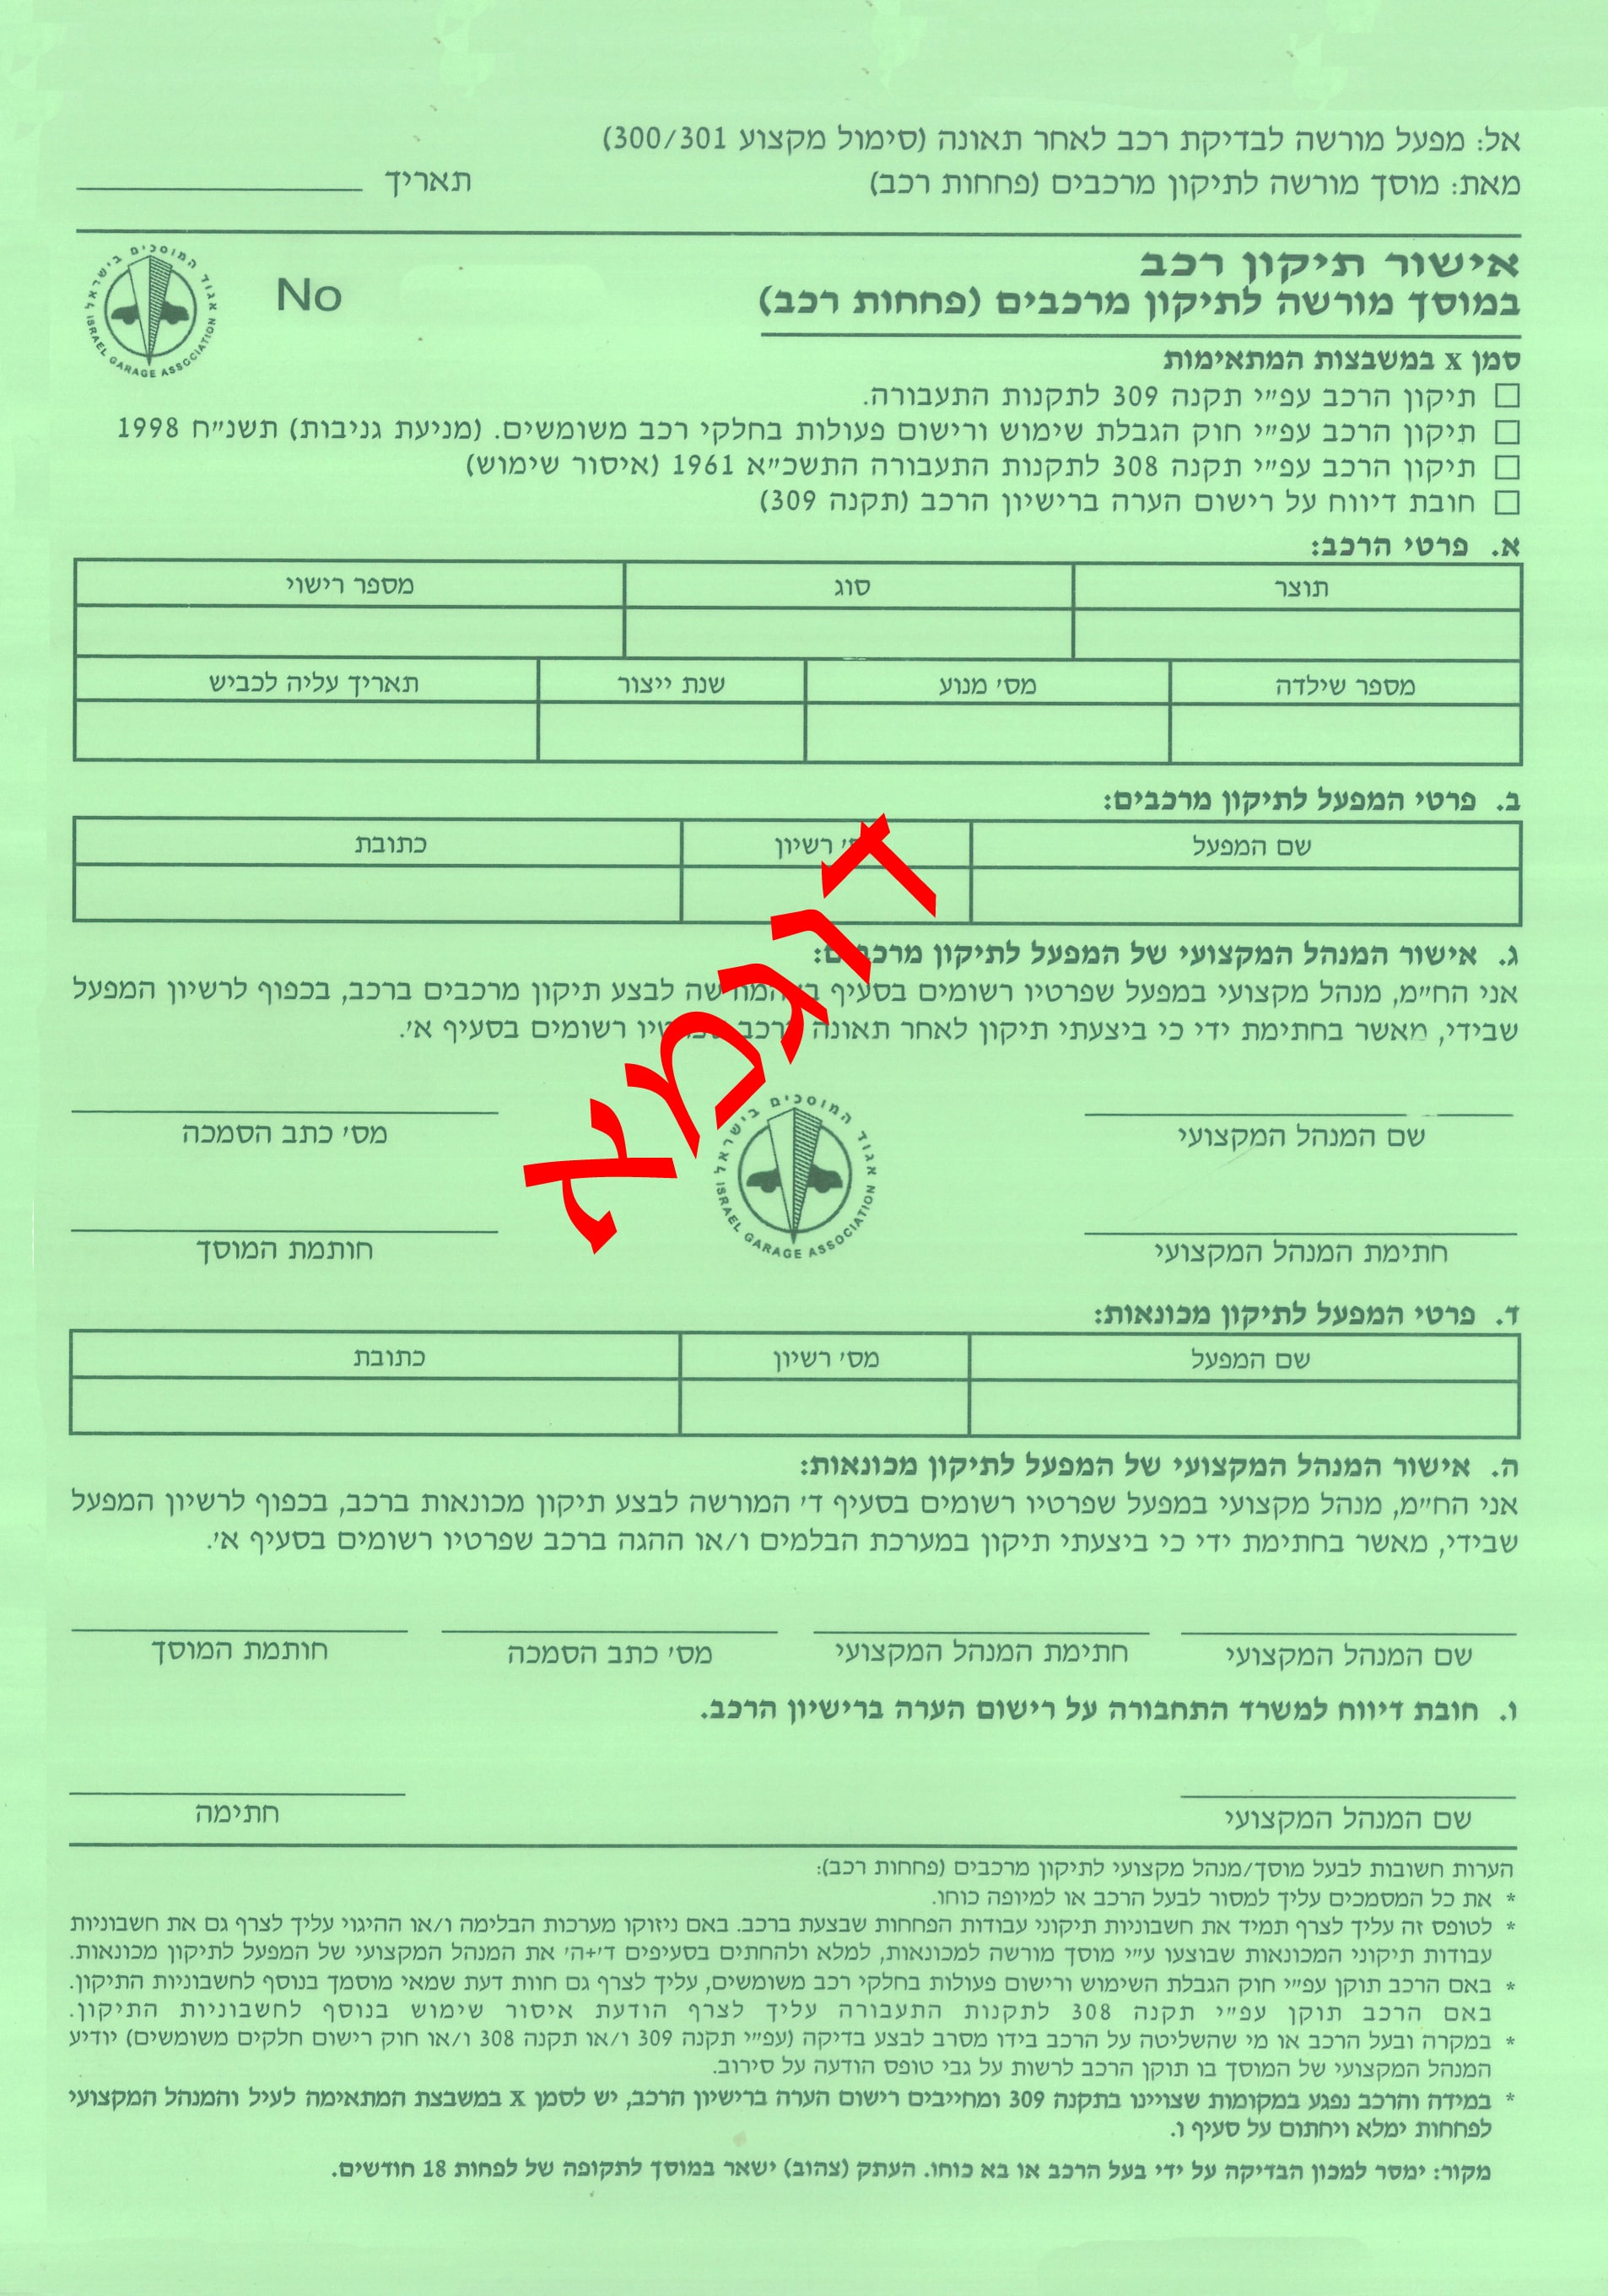 אל: מפעל מורשה לבדיקת רכב לאחר תאונה (סימול מקצוע 300/301)
מאת: מוסך מורשה לתיקון מרכבים (פחחות רכב) תאריך
אישור תיקון רכב
במוסך מורשה לתיקון מרכבים (פחחות רכב)
No
אגוד המוסכים בישראל
ISRAEL GARAGE ASSOCIATION
סמן x במשבצות המתאימות
תיקון הרכב עפ״י תקנה 309 לתקנות התעבורה.
תיקון הרכב עפ״י חוק הגבלת שימוש ורישום פעולות בחלקי רכב משומשים. (מניעת גניבות) תשנ״ח 1998
תיקון הרכב עפ״י תקנה 308 לתקנות התעבורה התשכ״א 1961 (איסור שימוש)
חובת דיווח על רישום הערה ברישיון הרכב (תקנה 309)
א. פרטי הרכב:
תוצר סוג מספר רישוי
מספר שילדה מס׳ מנוע שנת ייצור תאריך עליה לכביש
ב. פרטי המפעל לתיקון מרכבים:
שם המפעל רשיון כתובת
ג. אישור המנהל המקצועי של המפעל לתיקון מרכבים:
אני הח״מ, מנהל מקצועי במפעל שפרטיו רשומים בסעיף לבצע תיקון מרכבים ברכב, בכפוף לרשיון המפעל
שבידי, מאשר בחתימת ידי כי ביצעתי תיקון לאחר תאונה רשומים בסעיף א׳.
דוגמא
שם המנהל המקצועי מס׳ כתב הסמכה
אגוד המוסכים בישראל
ISRAEL GARAGE ASSOCIATION
חתימת המנהל המקצועי חותמת המוסך
ד. פרטי המפעל לתיקון מכונאות:
שם המפעל מס׳ רשיון כתובת
ה. אישור המנהל המקצועי של המפעל לתיקון מכונאות:
אני הח״מ, מנהל מקצועי במפעל שפרטיו רשומים בסעיף ד׳ המורשה לבצע תיקון מכונאות ברכב, בכפוף לרשיון המפעל
שבידי, מאשר בחתימת ידי כי ביצעתי תיקון במערכת הבלמים ו/או ההגה ברכב שפרטיו רשומים בסעיף א׳.
שם המנהל המקצועי חתימת המנהל המקצועי מס׳ כתב הסמכה חותמת המוסך
ו. חובת דיווח למשרד התחבורה על רישום הערה ברישיון הרכב.
שם המנהל המקצועי חתימה
הערות חשובות לבעל מוסך/מנהל מקצועי לתיקון מרכבים (פחחות רכב):
* את כל המסמכים עליך למסור לבעל הרכב או למיופה כוחו.
* לטופס זה עליך לצרף תמיד את חשבוניות תיקוני עבודות הפחחות שבצעת ברכב. באם ניזוקו מערכות הבלימה ו/או ההיגוי עליך לצרף גם את חשבוניות
עבודות תיקוני המכונאות שבוצעו ע״י מוסך מורשה למכונאות, למלא ולהחתים בסעיפים ד׳+ה׳ את המנהל המקצועי של המפעל לתיקון מכונאות.
* באם הרכב תוקן עפ״י חוק הגבלת השימוש ורישום פעולות בחלקי רכב משומשים, עליך לצרף גם חוות דעת שמאי מוסמך בנוסף לחשבוניות התיקון.
באם הרכב תוקן עפ״י תקנה 308 לתקנות התעבורה עליך לצרף הודעת איסור שימוש בנוסף לחשבוניות התיקון.
* במקרה ובעל הרכב או מי שהשליטה על הרכב בידו מסרב לבצע בדיקה (עפ״י תקנה 309 ו/או תקנה 308 ו/או חוק רישום חלקים משומשים) יודיע
המנהל המקצועי של המוסך בו תוקן הרכב לרשות על גבי טופס הודעה על סירוב.
* במידה והרכב נפגע במקומות שצויינו בתקנה 309 ומחייבים רישום הערה ברישיון הרכב, יש לסמן X במשבצת המתאימה לעיל והמנהל המקצועי
לפחחות ימלא ויחתום על סעיף ו.
מקור: ימסר למכון הבדיקה על ידי בעל הרכב או בא כוחו. העתק (צהוב) ישאר במוסך לתקופה של לפחות 18 חודשים.